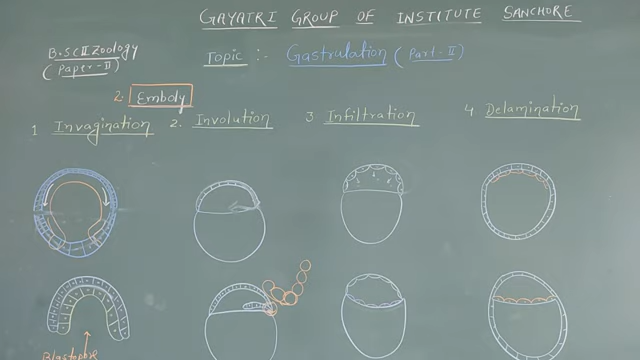 GAYATRI GROUP OF INSTITUTE SANCHORE
B.SC II Zoology
(Paper-II)
Topic :- Gastrulation (Part-II)
2. Emboly
1 Invagination 2. Involution 3 Infiltration 4 Delamination
Blastopore